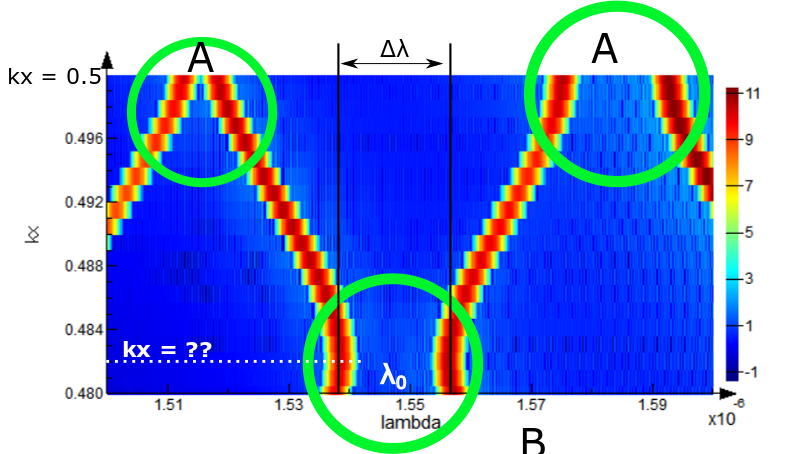 A
Δλ
A
kx = 0.5
11
0.496
9
0.492
7
kx
5
0.488
3
0.484
1
kx = ??
λ0
-1
0.480
1.51
1.53
1.55
1.57
1.59
-6
x10
lambda
B